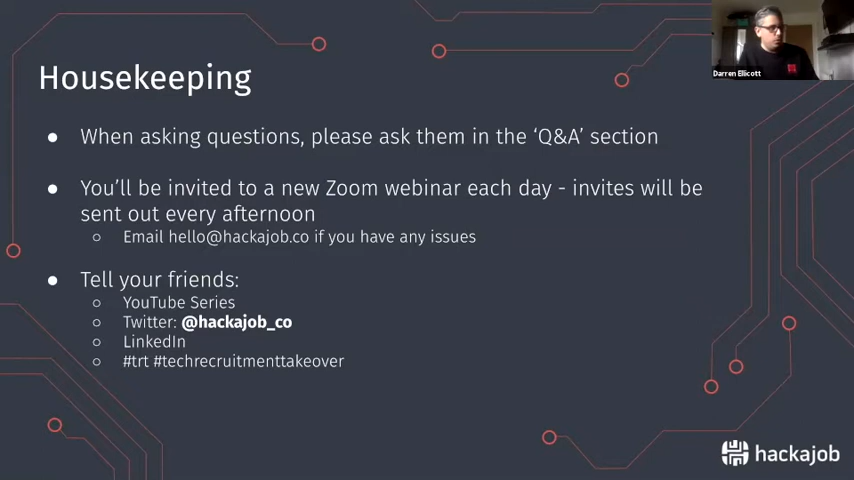 Housekeeping
Darren Ellicott
● When asking questions, please ask them in the ‘Q&A’ section
● You’ll be invited to a new Zoom webinar each day - invites will be
sent out every afternoon
○ Email hello@hackajob.co if you have any issues
● Tell your friends:
○ YouTube Series
○ Twitter: @hackajob_co
○ LinkedIn
○ #trt #techrecruitmenttakeover
hackajob